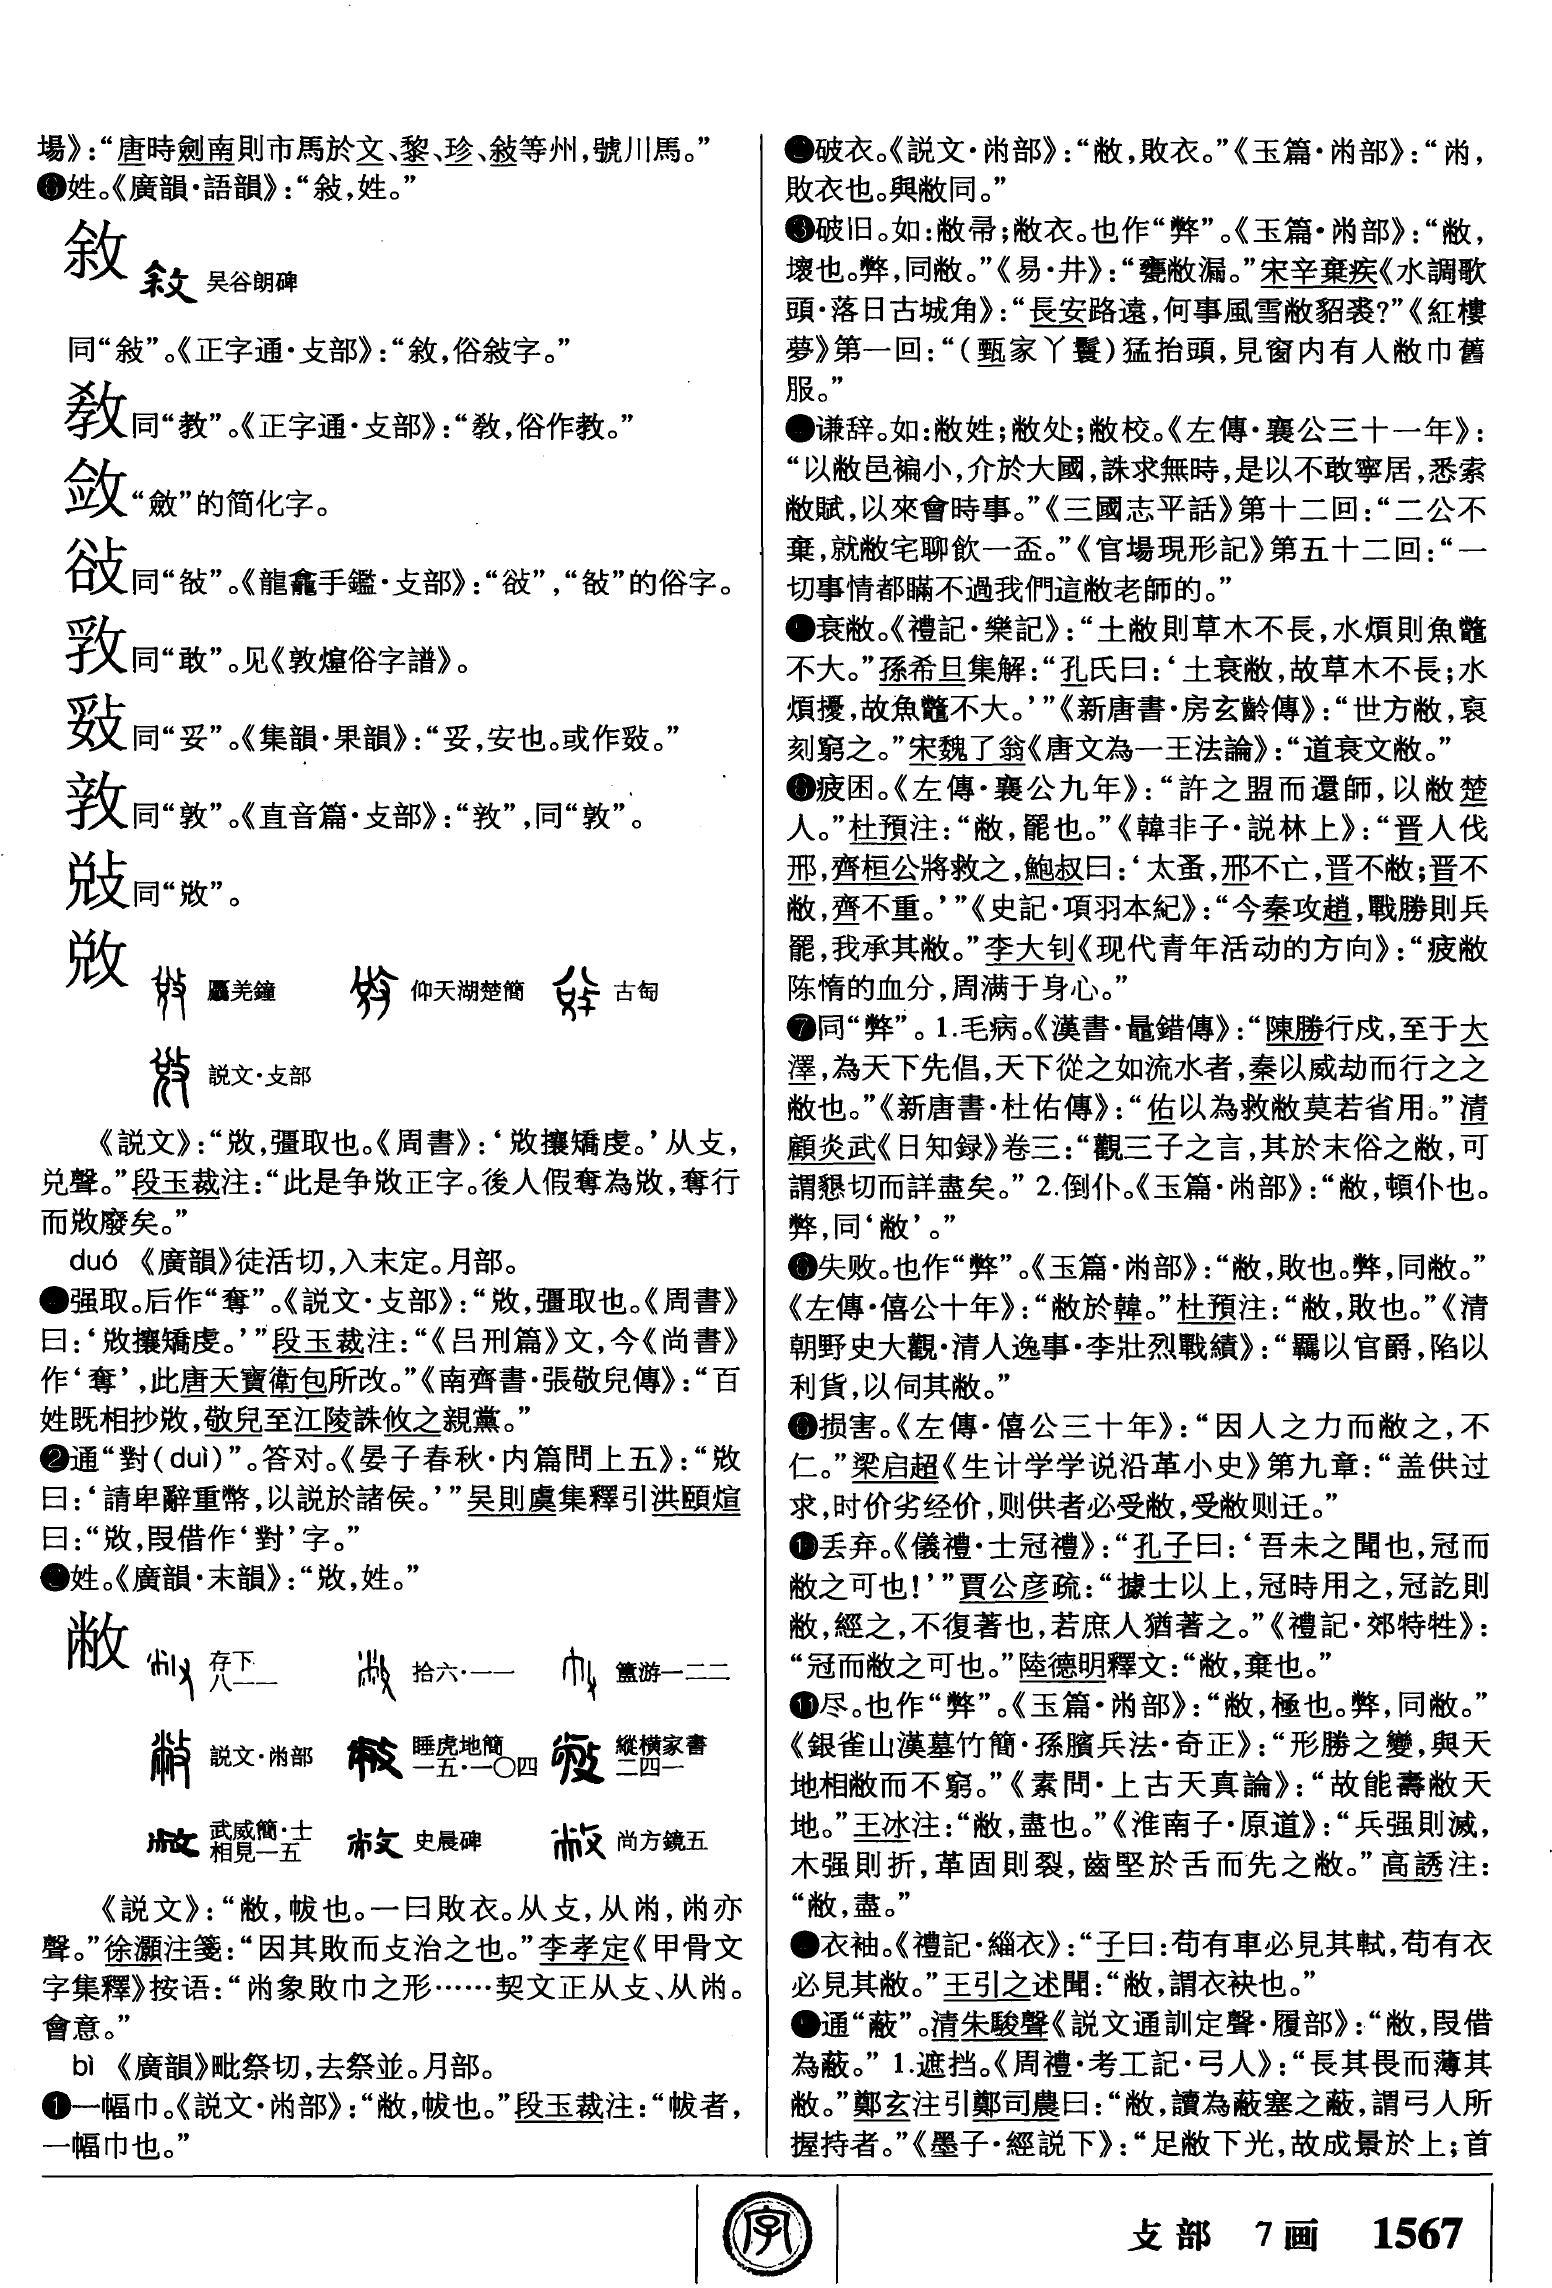 場》：“唐時劍南則市馬於文、黎、珍、敍等州，號川馬。”
❻姓。《廣韻·語韻》：“敍，姓。”
敘
吴谷朗碑
同“敍”。《正字通·攴部》：“敘，俗敍字。”
敎同“教”。《正字通·攴部》：“敎，俗作教。”
敛“斂”的简化字。
同“敆”。《龍龕手鑑·攴部》：“”，“敆”的俗字。
同“敢”。见《敦煌俗字譜》。
同“妥”。《集韻·果韻》：“妥，安也。或作。”
同“敦”。《直音篇·攴部》：“”，同“敦”。
同“敚”。
敚
驫羌鐘
仰天湖楚簡
古匋
説文·攴部
《説文》：“敚，彊取也。《周書》：‘敚攘矯虔。’从攴，
兑聲。”段玉裁注：“此是争敚正字。後人假奪為敚，奪行
而敚廢矣。”
duó 《廣韻》徒活切，入末定。月部。
❶强取。后作“奪”。《説文·攴部》：“敚，彊取也。《周書》
曰：‘敚攘矯虔。’”段玉裁注：“《吕刑篇》文，今《尚書》
作‘奪’，此唐天寶衛包所改。”《南齊書·張敬兒傳》：“百
姓既相抄敚，敬兒至江陵誅攸之親黨。”
❷通“對(duì)”。答对。《晏子春秋·内篇問上五》：“敚
曰：‘請卑辭重幣，以説於諸侯。’”吴則虞集釋引洪頤煊
曰：“敚，叚借作‘對’字。”
❸姓。《廣韻·末韻》：“敚，姓。”
敝
存下
八一一
拾六·一一
簠游一二二
説文·㡀部
睡虎地簡
一五·一〇四
縱横家書
二四一
武威簡·士
相見一五
史晨碑
尚方鏡五
《説文》：“敝，帗也。一曰敗衣。从攴，从㡀，㡀亦
聲。”徐灝注箋：“因其敗而攴治之也。”李孝定《甲骨文
字集釋》按语：“㡀象敗巾之形……契文正从攴、从㡀。
會意。”
bì 《廣韻》毗祭切，去祭並。月部。
❶一幅巾。《説文·㡀部》：“敝，帗也。”段玉裁注：“帗者，
一幅巾也。”
❷破衣。《説文·㡀部》：“敝，敗衣。”《玉篇·㡀部》：“㡀，
敗衣也。與敝同。”
❸破旧。如：敝帚；敝衣。也作“弊”。《玉篇·㡀部》：“敝，
壞也。弊，同敝。”《易·井》：“甕敝漏。”宋辛棄疾《水調歌
頭·落日古城角》：“長安路遠，何事風雪敝貂裘？”《紅樓
夢》第一回：“（甄家丫鬟）猛抬頭，見窗内有人敝巾舊
服。”
❹谦辞。如：敝姓；敝处；敝校。《左傳·襄公三十一年》：
“以敝邑褊小，介於大國，誅求無時，是以不敢寧居，悉索
敝賦，以來會時事。”《三國志平話》第十二回：“二公不
棄，就敝宅聊飲一盃。”《官場現形記》第五十二回：“一
切事情都瞞不過我們這敝老師的。”
❺衰敝。《禮記·樂記》：“土敝則草木不長，水煩則魚鼈
不大。”孫希旦集解：“孔氏曰：‘土衰敝，故草木不長；水
煩擾，故魚鼈不大。’”《新唐書·房玄齡傳》：“世方敝，裒
刻窮之。”宋魏了翁《唐文為一王法論》：“道衰文敝。”
❻疲困。《左傳·襄公九年》：“許之盟而還師，以敝楚
人。”杜預注：“敝，罷也。”《韓非子·説林上》：“晋人伐
邢，齊桓公將救之，鮑叔曰：‘太蚤，邢不亡，晋不敝；晋不
敝，齊不重。’”《史記·項羽本紀》：“今秦攻趙，戰勝則兵
罷，我承其敝。”李大钊《现代青年活动的方向》：“疲敝
陈惰的血分，周满于身心。”
❼同“弊”。1.毛病。《漢書·鼂錯傳》：“陳勝行戍，至于大
澤，為天下先倡，天下從之如流水者，秦以威劫而行之之
敝也。”《新唐書·杜佑傳》：“佑以為救敝莫若省用。”清
顧炎武《日知録》卷三：“觀三子之言，其於末俗之敝，可
謂懇切而詳盡矣。”2.倒仆。《玉篇·㡀部》：“敝，頓仆也。
弊，同‘敝’。”
❽失败。也作“弊”。《玉篇·㡀部》：“敝，敗也。弊，同敝。”
《左傳·僖公十年》：“敝於韓。”杜預注：“敝，敗也。”《清
朝野史大觀·清人逸事·李壯烈戰績》：“羈以官爵，陷以
利貨，以伺其敝。”
❾损害。《左傳·僖公三十年》：“因人之力而敝之，不
仁。”梁启超《生计学学说沿革小史》第九章：“盖供过
求，时价劣经价，则供者必受敝，受敝则迁。”
❿丢弃。《儀禮·士冠禮》：“孔子曰：‘吾未之聞也，冠而
敝之可也！’”賈公彦疏：“據士以上，冠時用之，冠訖則
敝，經之，不復著也，若庶人猶著之。”《禮記·郊特牲》：
“冠而敝之可也。”陸德明釋文：“敝，棄也。”
⓫尽。也作“弊”。《玉篇·㡀部》：“敝，極也。弊，同敝。”
《銀雀山漢墓竹簡·孫臏兵法·奇正》：“形勝之變，與天
地相敝而不窮。”《素問·上古天真論》：“故能壽敝天
地。”王冰注：“敝，盡也。”《淮南子·原道》：“兵强則滅，
木强則折，革固則裂，齒堅於舌而先之敝。”高誘注：
“敝，盡。”
⓬衣袖。《禮記·緇衣》：“子曰：苟有車必見其軾，苟有衣
必見其敝。”王引之述聞：“敝，謂衣袂也。”
⓭通“蔽”。清朱駿聲《説文通訓定聲·履部》：“敝，叚借
為蔽。”1.遮挡。《周禮·考工記·弓人》：“長其畏而薄其
敝。”鄭玄注引鄭司農曰：“敝，讀為蔽塞之蔽，謂弓人所
握持者。”《墨子·經説下》：“足敝下光，故成景於上；首
字
攴部 7画 1567